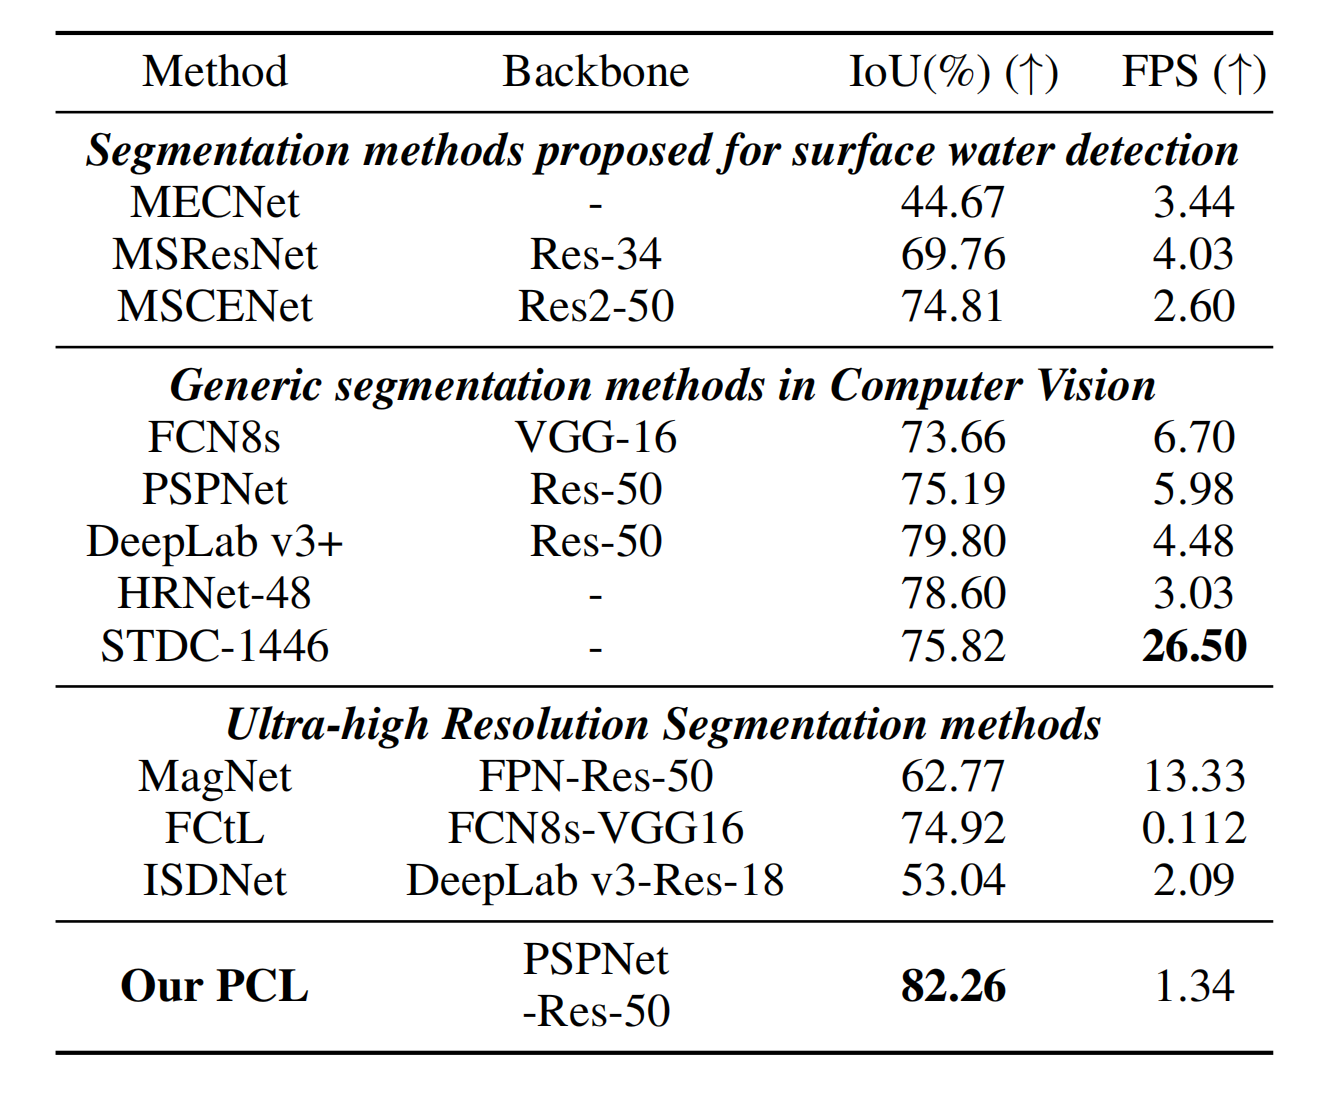 Method Backbone IoU(%) (↑) FPS (↑)
Segmentation methods proposed for surface water detection
MECNet - 44.67 3.44
MSResNet Res-34 69.76 4.03
MSCENet Res2-50 74.81 2.60
Generic segmentation methods in Computer Vision
FCN8s VGG-16 73.66 6.70
PSPNet Res-50 75.19 5.98
DeepLab v3+ Res-50 79.80 4.48
HRNet-48 - 78.60 3.03
STDC-1446 - 75.82 26.50
Ultra-high Resolution Segmentation methods
MagNet FPN-Res-50 62.77 13.33
FCtL FCN8s-VGG16 74.92 0.112
ISDNet DeepLab v3-Res-18 53.04 2.09
Our PCL PSPNet
-Res-50 82.26 1.34